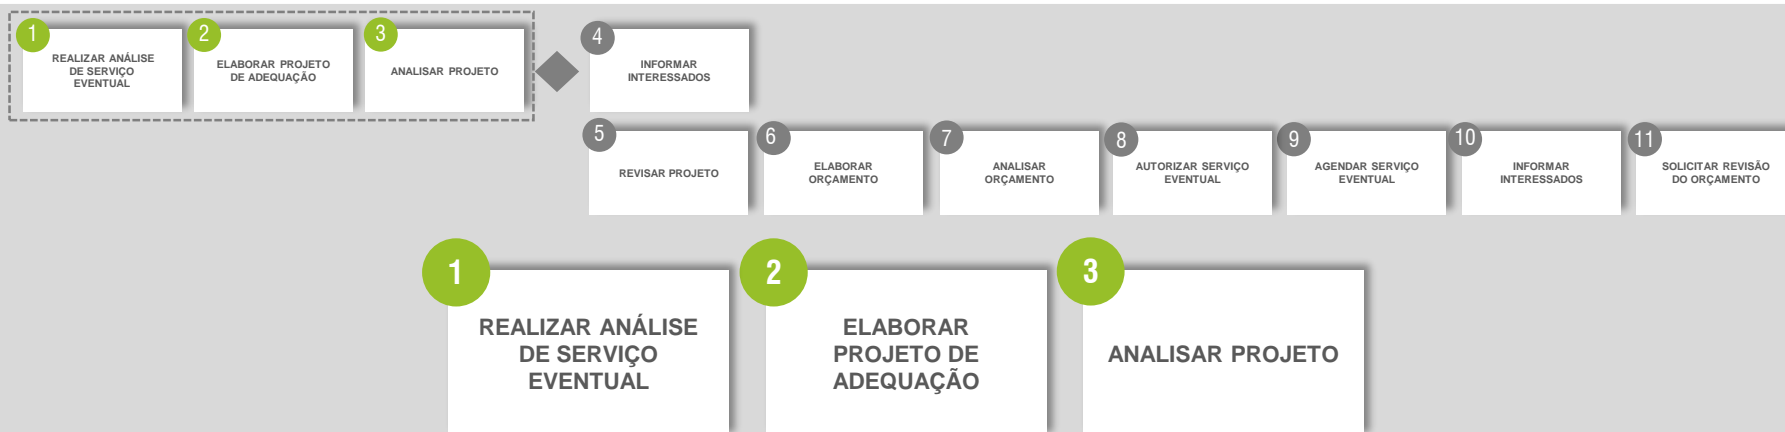 1
REALIZAR ANÁLISE
DE SERVIÇO
EVENTUAL
2
ELABORAR PROJETO
DE ADEQUAÇÃO
3
ANALISAR PROJETO
4
INFORMAR
INTERESSADOS
5
REVISAR PROJETO
6
ELABORAR
ORÇAMENTO
7
ANALISAR
ORÇAMENTO
8
AUTORIZAR SERVIÇO
EVENTUAL
9
AGENDAR SERVIÇO
EVENTUAL
10
INFORMAR
INTERESSADOS
11
SOLICITAR REVISÃO
DO ORÇAMENTO
1
REALIZAR ANÁLISE
DE SERVIÇO
EVENTUAL
2
ELABORAR
PROJETO DE
ADEQUAÇÃO
3
ANALISAR PROJETO